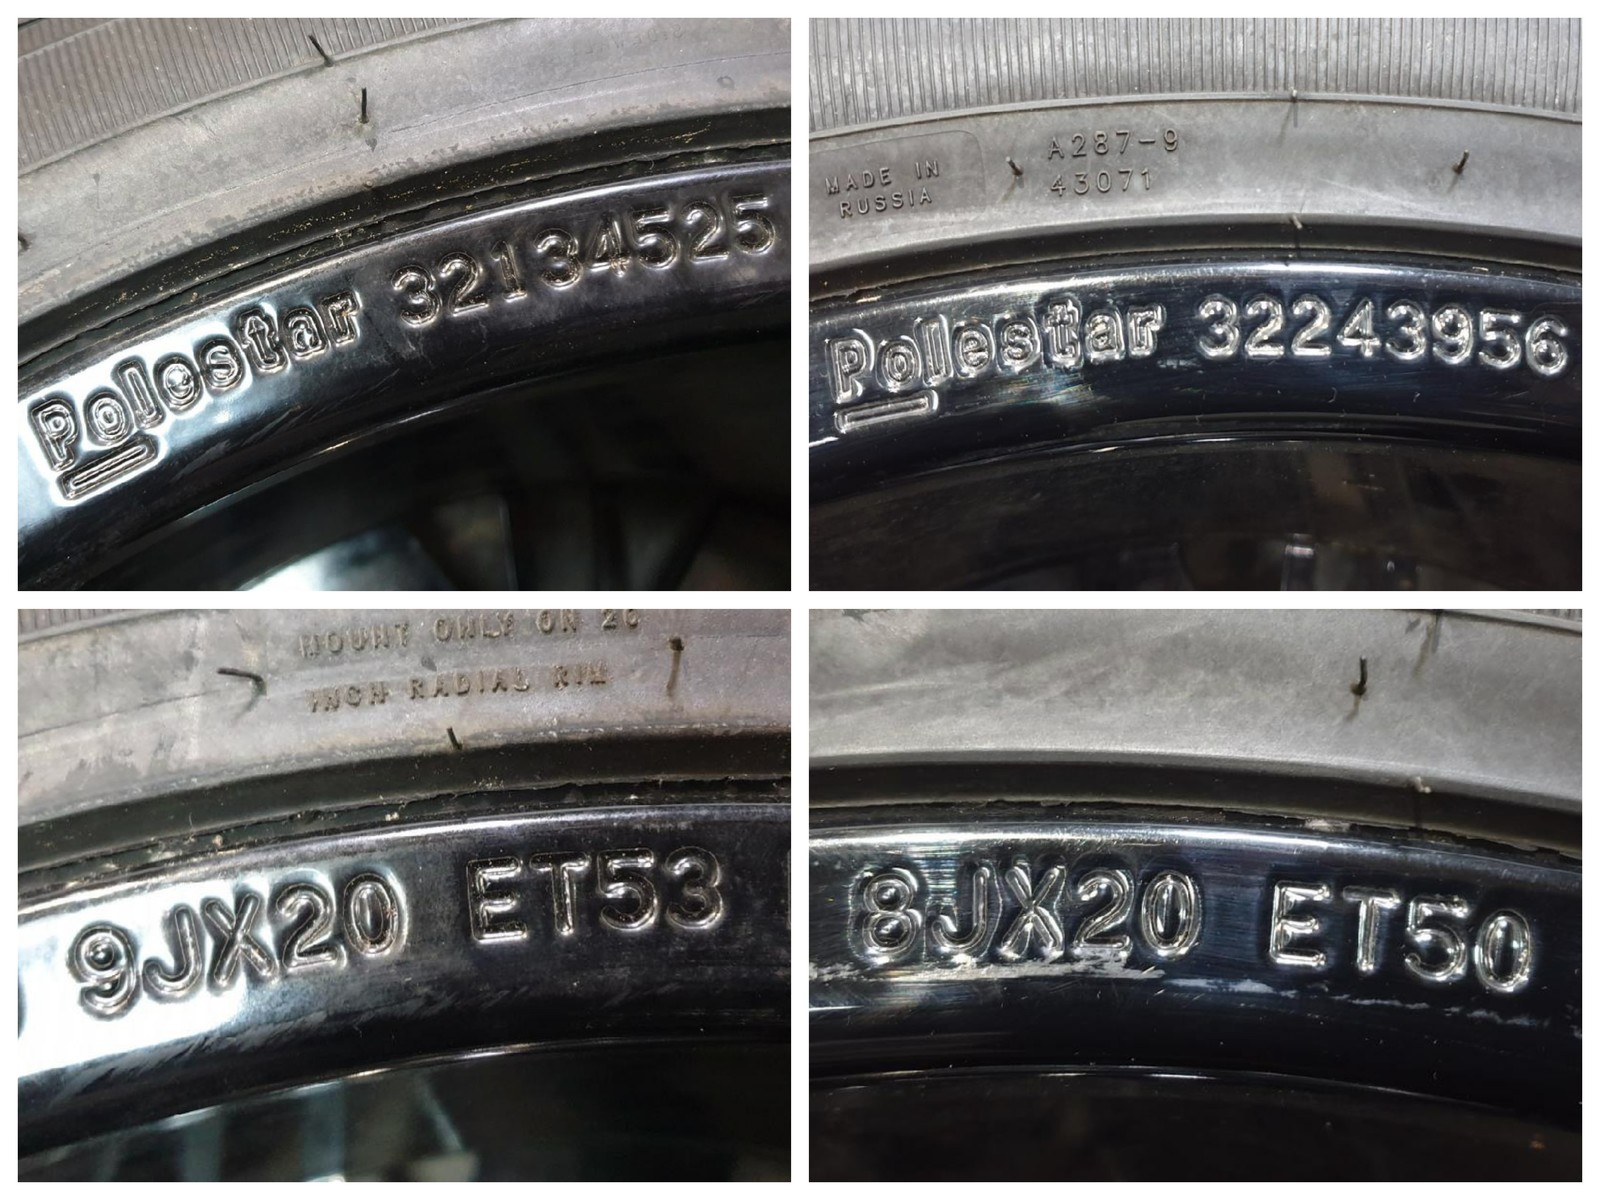 Polestar 32134525
MADE IN
RUSSIA
A287-9
43071
Polestar 32243956
MOUNT ONLY ON 20
INCH RADIAL RIM
9JX20 ET53
8JX20 ET50